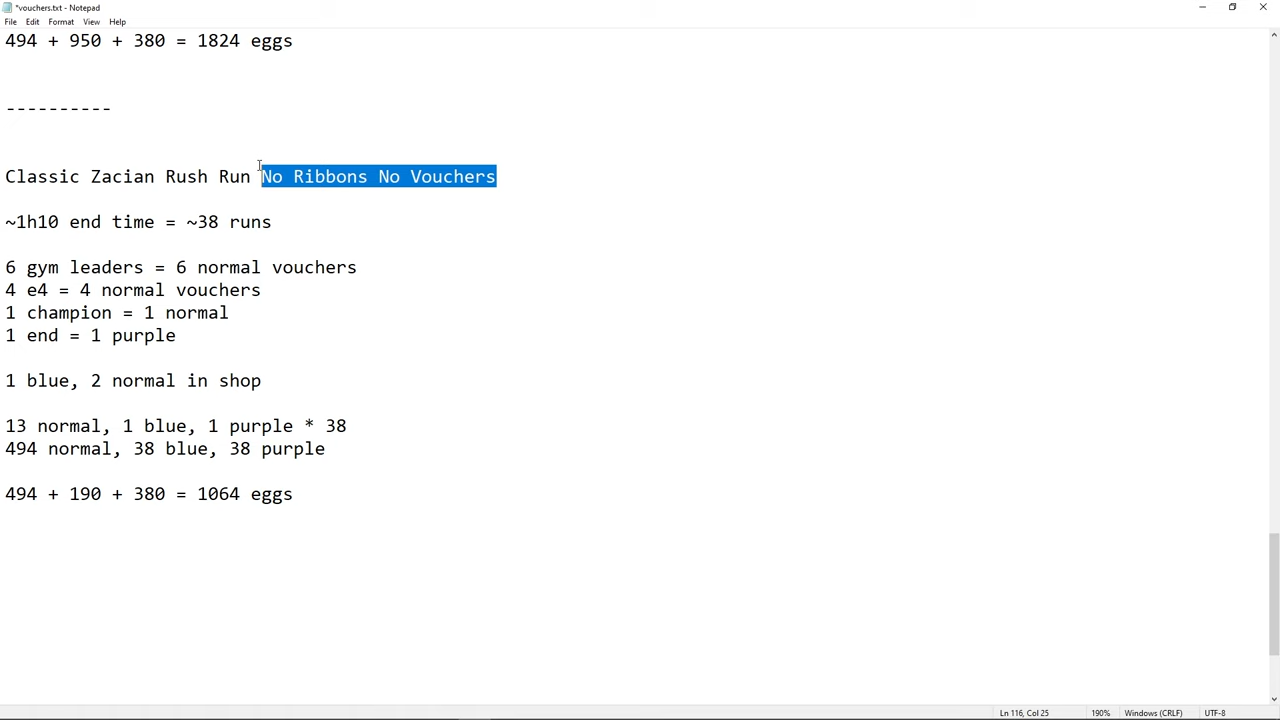 *vouchers.txt - Notepad
File Edit Format View Help
494 + 950 + 380 = 1824 eggs
----------
Classic Zacian Rush Run No Ribbons No Vouchers
~1h10 end time = ~38 runs
6 gym leaders = 6 normal vouchers
4 e4 = 4 normal vouchers
1 champion = 1 normal
1 end = 1 purple
1 blue, 2 normal in shop
13 normal, 1 blue, 1 purple * 38
494 normal, 38 blue, 38 purple
494 + 190 + 380 = 1064 eggs
Ln 116, Col 25 190% Windows (CRLF) UTF-8